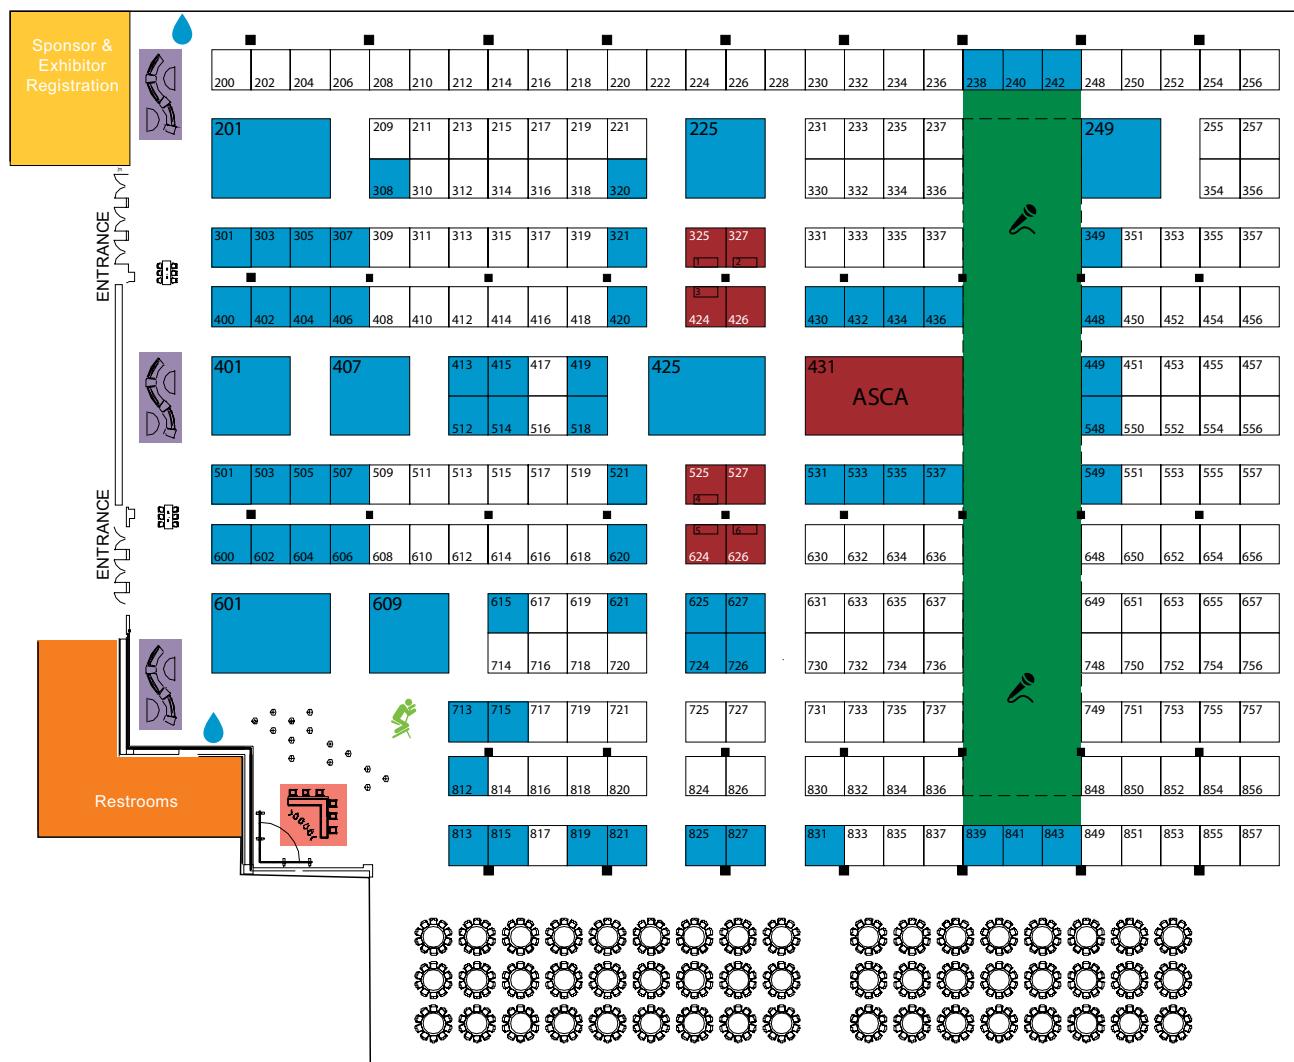 Sponsor &
Exhibitor
Registration
200 202 204 206 208 210 212 214 216 218 220 222 224 226 228 230 232 234 236 238 240 242 248 250 252 254 256
201 209 211 213 215 217 219 221 225 231 233 235 237 249 255 257
308 310 312 314 316 318 320 330 332 334 336 354 356
ENTRANCE
301 303 305 307 309 311 313 315 317 319 321 325 327 331 333 335 337 349 351 353 355 357
1 2
3
400 402 404 406 408 410 412 414 416 418 420 424 426 430 432 434 436 448 450 452 454 456
401 407 413 415 417 419 425 431 449 451 453 455 457
ASCA
512 514 516 518 548 550 552 554 556
501 503 505 507 509 511 513 515 517 519 521 525 527 531 533 535 537 549 551 553 555 557
4
ENTRANCE
5 6
600 602 604 606 608 610 612 614 616 618 620 624 626 630 632 634 636 648 650 652 654 656
601 609 615 617 619 621 625 627 631 633 635 637 649 651 653 655 657
714 716 718 720 724 726 730 732 734 736 748 750 752 754 756
713 715 717 719 721 725 727 731 733 735 737 749 751 753 755 757
812 814 816 818 820 824 826 830 832 834 836 848 850 852 854 856
Restrooms
813 815 817 819 821 825 827 831 833 835 837 839 841 843 849 851 853 855 857